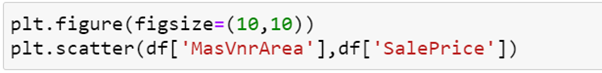 plt.figure(figsize=(10,10))
plt.scatter(df['MasVnrArea'],df['SalePrice'])